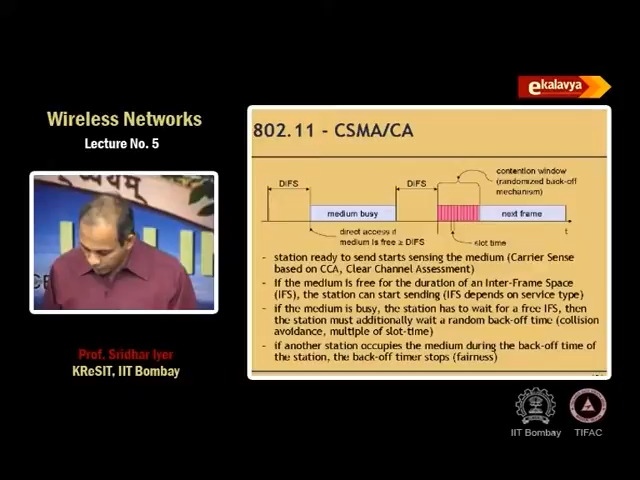 ekalavya
Wireless Networks
Lecture No. 5
802.11 - CSMA/CA
contention window
(randomized back-off
mechanism)
DIFS
DIFS
medium busy
next frame
direct access if
medium is free ≥ DIFS
slot time
t
- station ready to send starts sensing the medium (Carrier Sense
based on CCA, Clear Channel Assessment)
- If the medium is free for the duration of an Inter-Frame Space
(IFS), the station can start sending (IFS depends on service type)
- if the medium is busy, the station has to wait for a free IFS, then
the station must additionally wait a random back-off time (collision
avoidance, multiple of slot-time)
- if another station occupies the medium during the back-off time of
the station, the back-off timer stops (fairness)
Prof. Sridhar Iyer
KReSIT, IIT Bombay
IIT Bombay
TIFAC